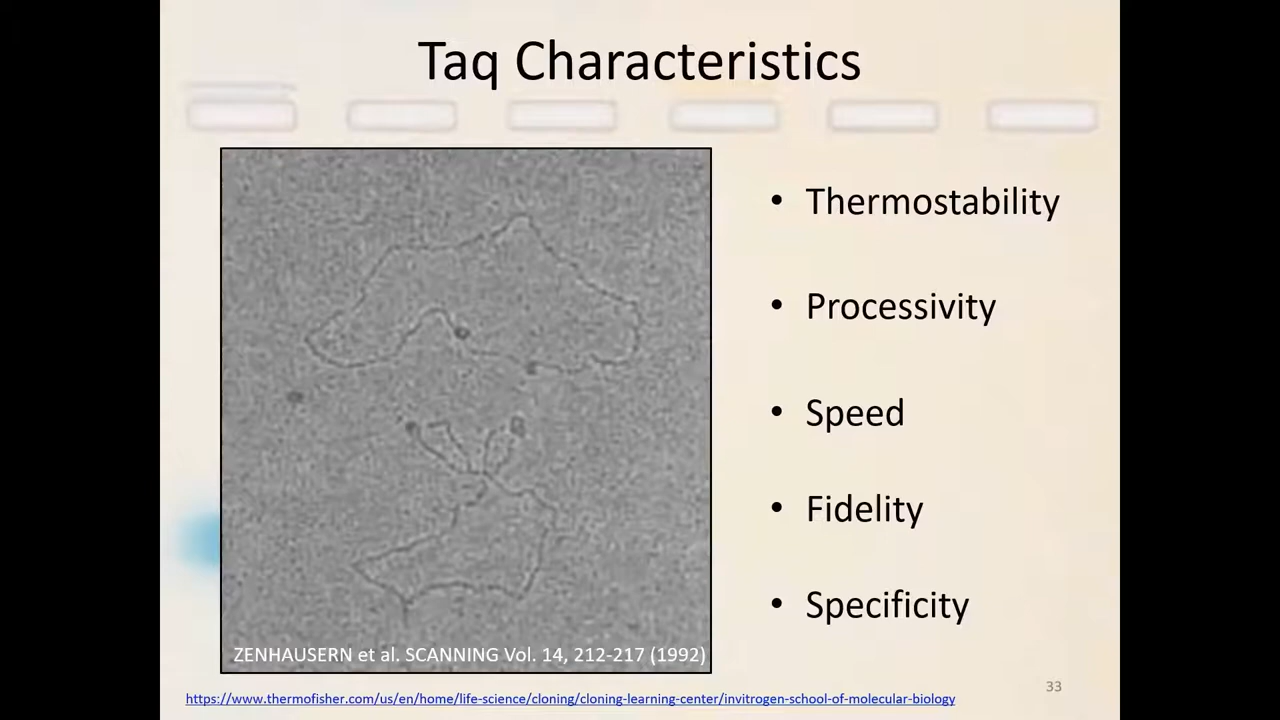 Taq Characteristics
• Thermostability
• Processivity
• Speed
• Fidelity
• Specificity
ZENHAUSERN et al. SCANNING Vol. 14, 212-217 (1992)
33
https://www.thermofisher.com/us/en/home/life-science/cloning/cloning-learning-center/invitrogen-school-of-molecular-biology